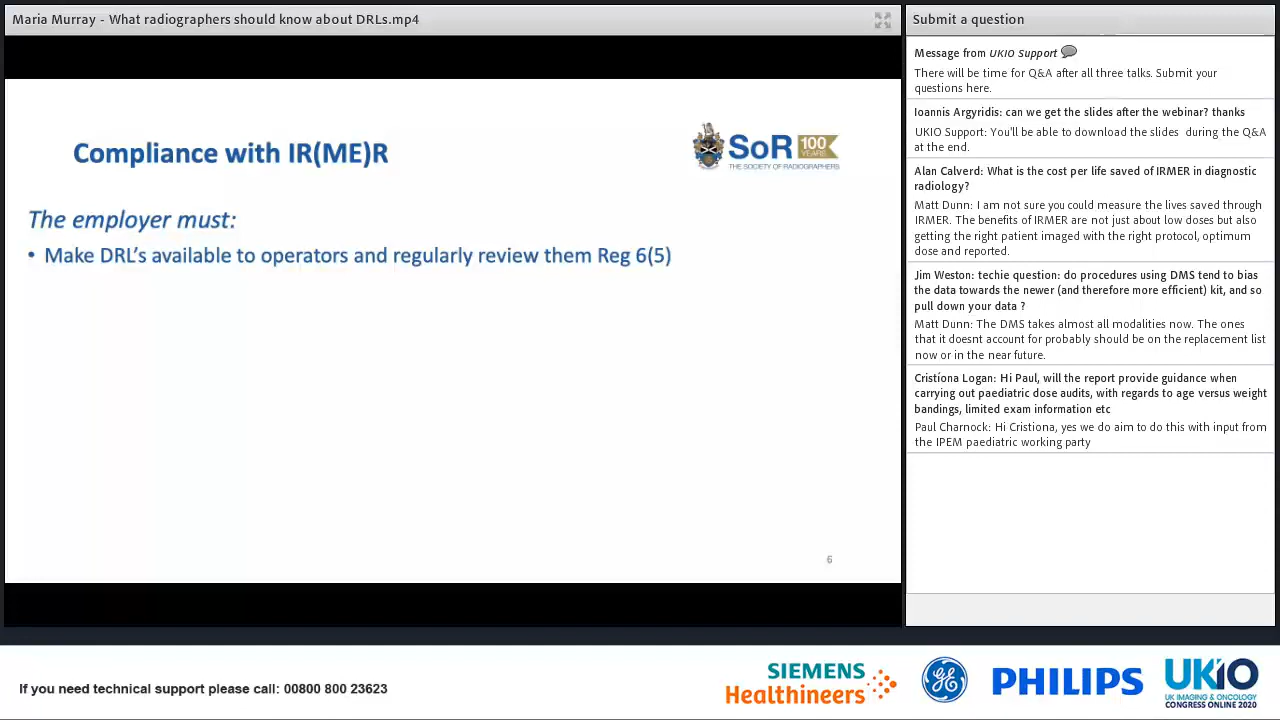 Maria Murray - What radiographers should know about DRLs.mp4
Compliance with IR(ME)R
SoR
100
YEARS
THE SOCIETY OF RADIOGRAPHERS
The employer must:
• Make DRL's available to operators and regularly review them Reg 6(5)
6
Submit a question
Message from UKIO Support
There will be time for Q&A after all three talks. Submit your
questions here.
Ioannis Argyridis: can we get the slides after the webinar? thanks
UKIO Support: You'll be able to download the slides during the Q&A
at the end.
Alan Calverd: What is the cost per life saved of IRMER in diagnostic
radiology?
Matt Dunn: I am not sure you could measure the lives saved through
IRMER. The benefits of IRMER are not just about low doses but also
getting the right patient imaged with the right protocol, optimum
dose and reported.
Jim Weston: techie question: do procedures using DMS tend to bias
the data towards the newer (and therefore more efficient) kit, and so
pull down your data ?
Matt Dunn: The DMS takes almost all modalities now. The ones
that it doesnt account for probably should be on the replacement list
now or in the near future.
Cristíona Logan: Hi Paul, will the report provide guidance when
carrying out paediatric dose audits, with regards to age versus weight
bandings, limited exam information etc
Paul Charnock: Hi Cristiona, yes we do aim to do this with input from
the IPEM paediatric working party
If you need technical support please call: 00800 800 23623
SIEMENS
Healthineers
GE
PHILIPS
UKIO
UK IMAGING & ONCOLOGY
CONGRESS ONLINE 2020